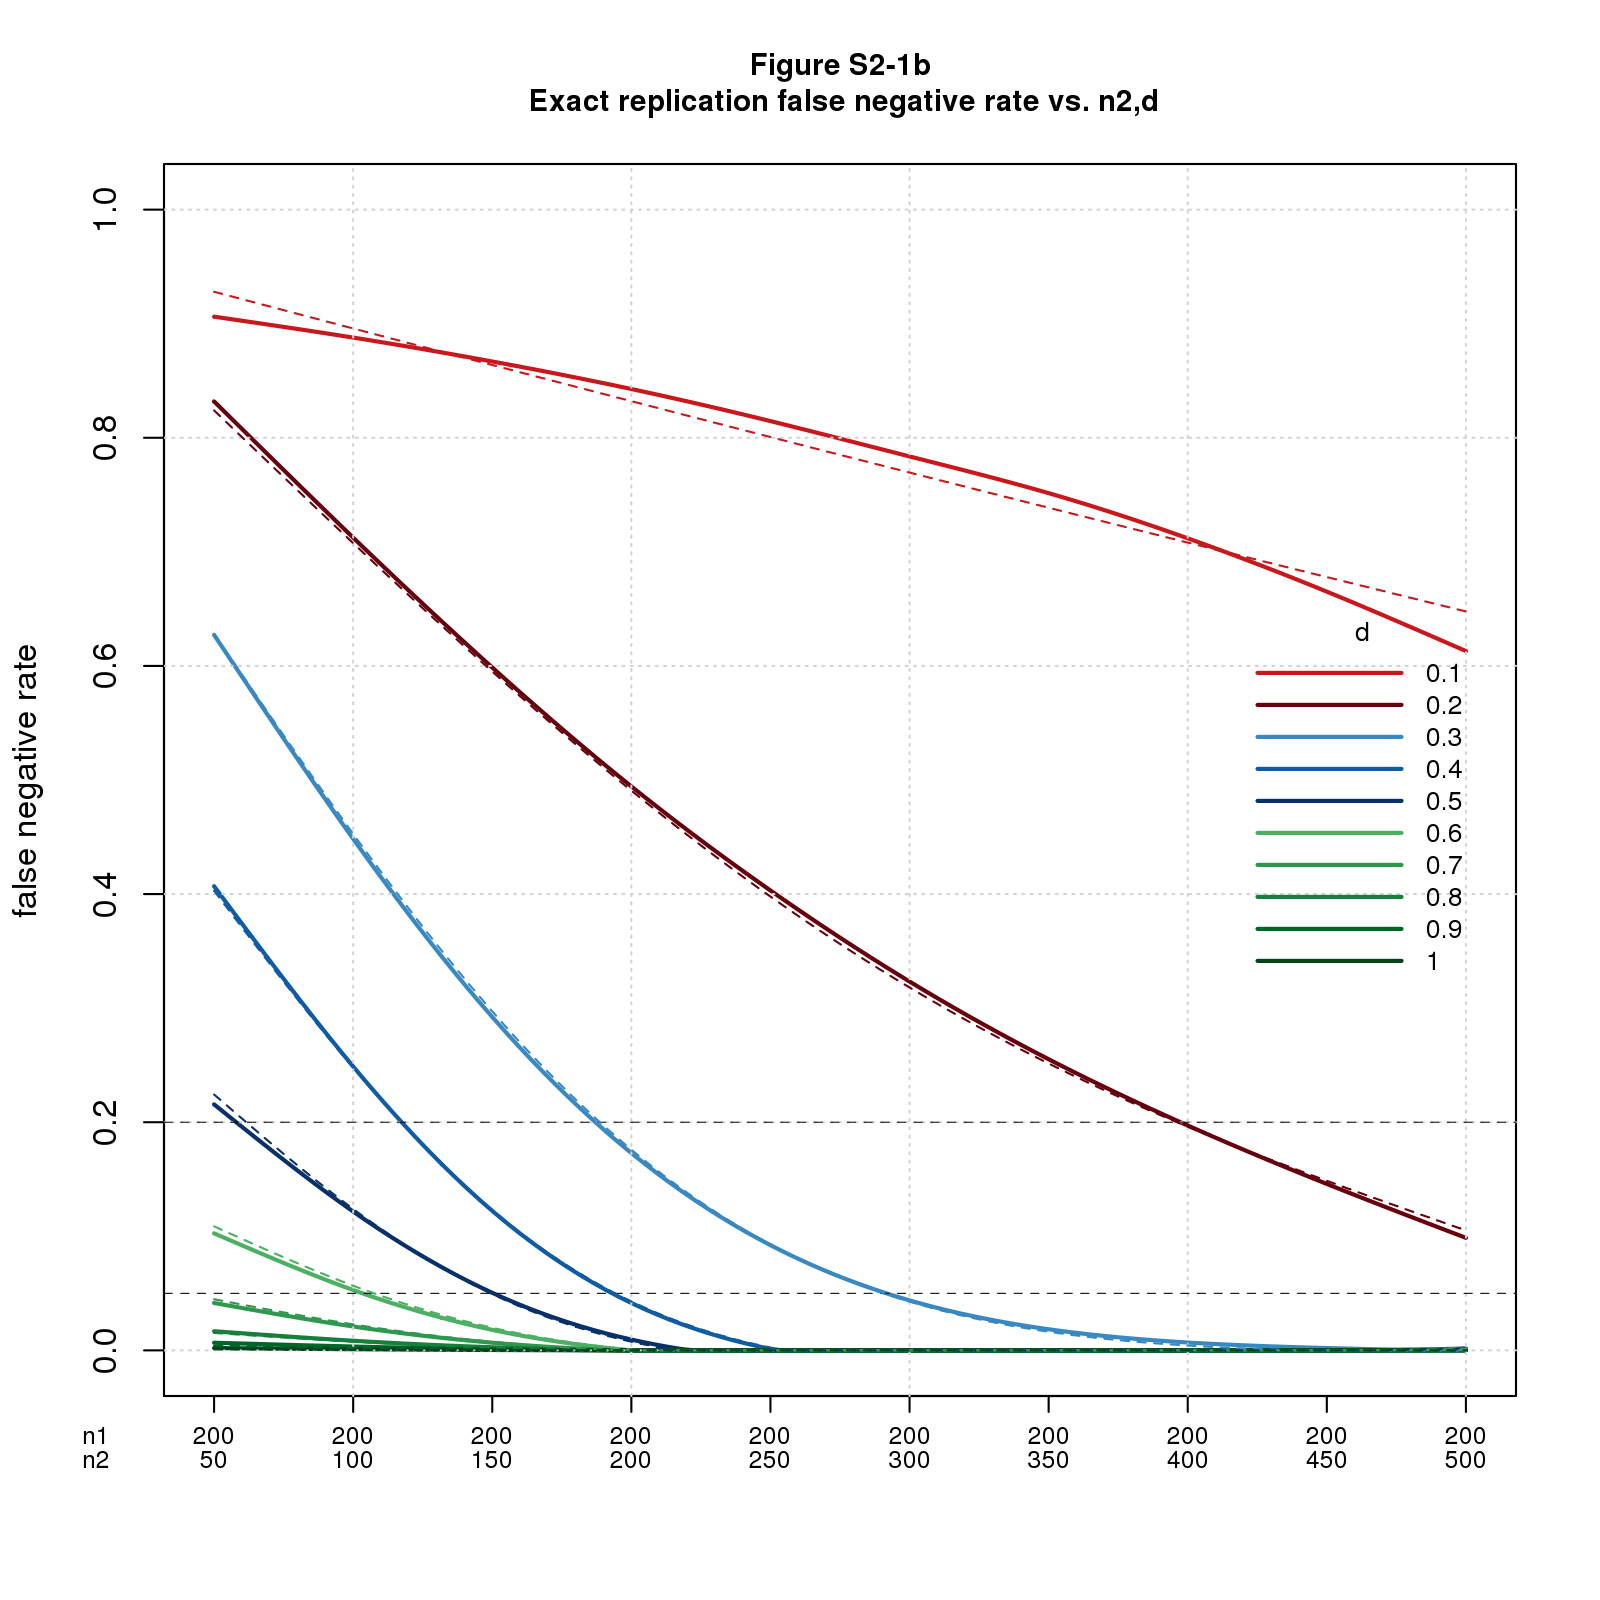 Figure S2-1b
Exact replication false negative rate vs. n2,d
false negative rate
1.0
0.8
0.6
0.4
0.2
0.0
d
0.1
0.2
0.3
0.4
0.5
0.6
0.7
0.8
0.9
1
n1 200 200 200 200 200 200 200 200 200 200
n2 50 100 150 200 250 300 350 400 450 500